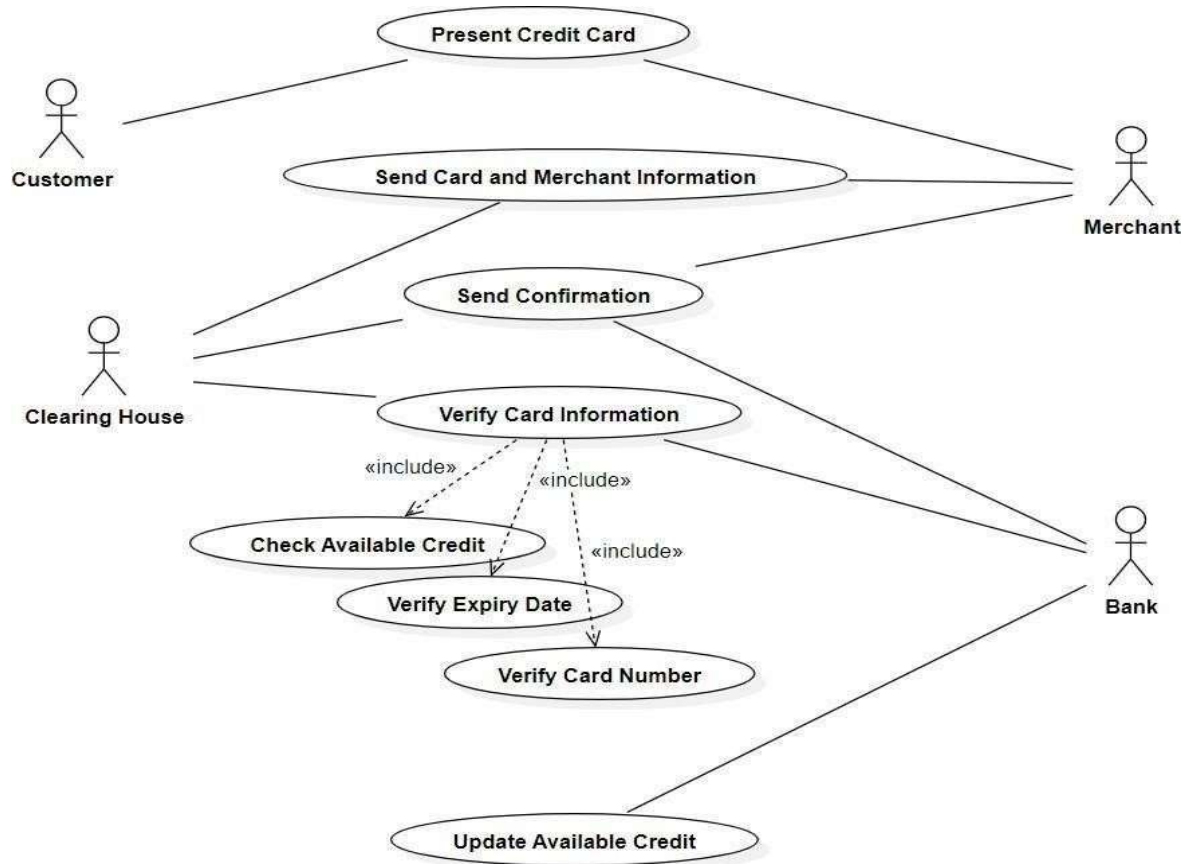 Present Credit Card
Customer
Send Card and Merchant Information
Merchant
Send Confirmation
Clearing House
Verify Card Information
«include»
«include»
«include»
Check Available Credit
Verify Expiry Date
Bank
Verify Card Number
Update Available Credit